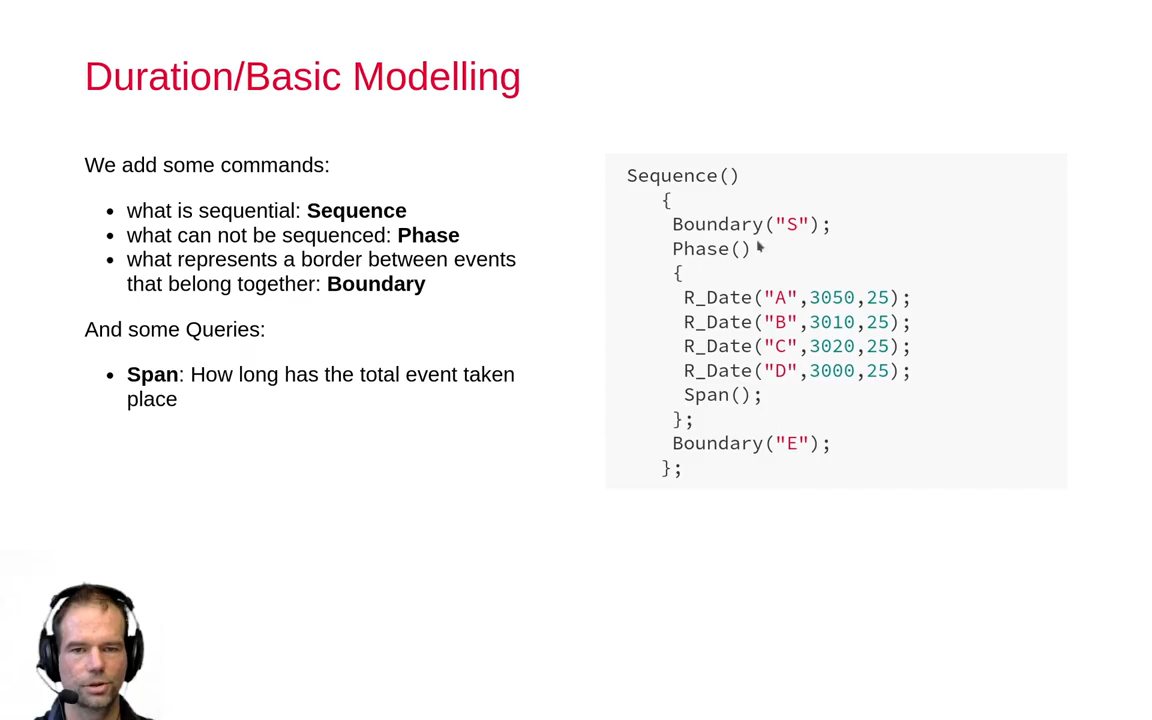 Duration/Basic Modelling
We add some commands:
• what is sequential: Sequence
• what can not be sequenced: Phase
• what represents a border between events
that belong together: Boundary
And some Queries:
• Span: How long has the total event taken
place
Sequence()
{
Boundary("S");
Phase()
{
R_Date("A",3050,25);
R_Date("B",3010,25);
R_Date("C",3020,25);
R_Date("D",3000,25);
Span();
};
Boundary("E");
};